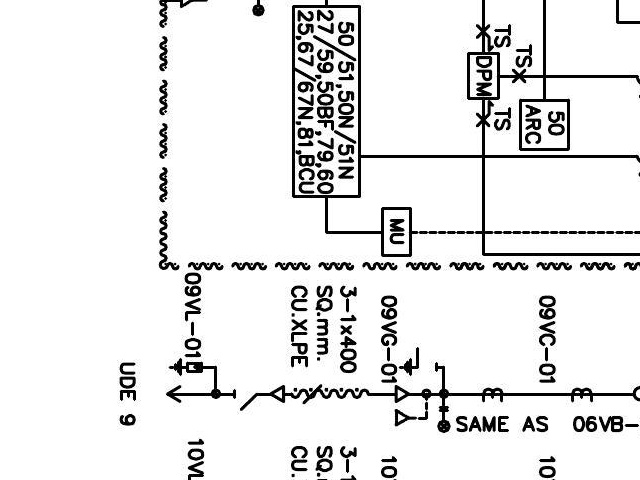 50/51,50N/51N
27/59,50BF,79,60
25,67/67N,81,BCU
TS
TS
DPM
TS
50
ARC
MU
09VL-01
3-1x400
SQ.mm.
CU.XLPE
09VG-01
09VC-01
UDE 9
SAME AS 06VB-
10VL
3-1
SQ.
CU.
10
10